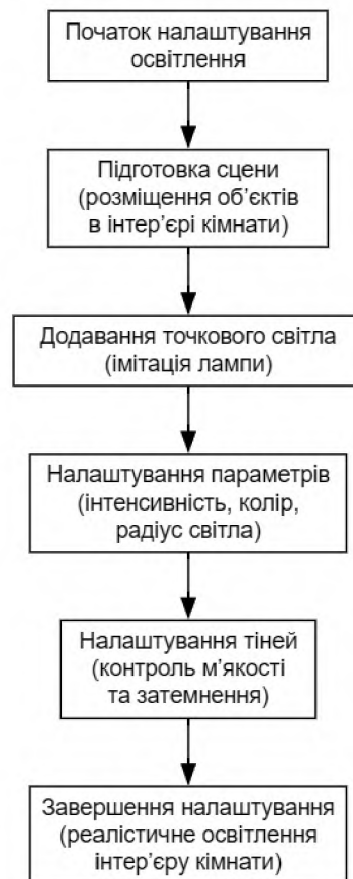 Початок налаштування
освітлення
Підготовка сцени
(розміщення об’єктів
в інтер’єрі кімнати)
Додавання точкового світла
(імітація лампи)
Налаштування параметрів
(інтенсивність, колір,
радіус світла)
Налаштування тіней
(контроль м’якості
та затемнення)
Завершення налаштування
(реалістичне освітлення
інтер’єру кімнати)